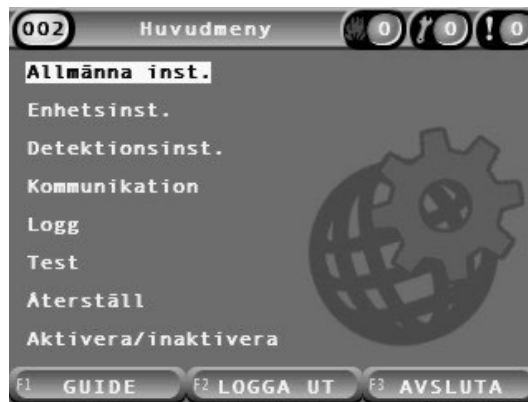 002 Huvudmeny 0 0 ! 0
Allmänna inst.
Enhetsinst.
Detektionsinst.
Kommunikation
Logg
Test
Återställ
Aktivera/inaktivera
F1 GUIDE F2 LOGGA UT F3 AVSLUTA